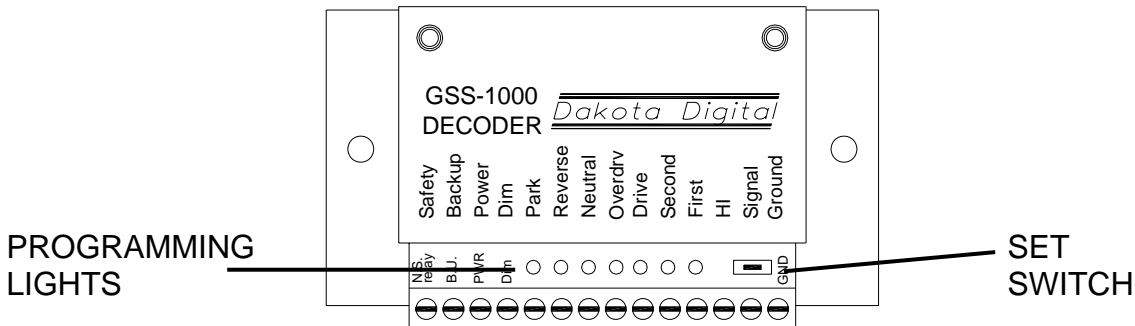 GSS-1000
DECODER
Dakota Digital
Safety
Backup
Power
Dim
Park
Reverse
Neutral
Overdrv
Drive
Second
First
HI
Signal
Ground
PROGRAMMING
LIGHTS
N.S.
relay
B.U.
PWR
Dim
GND
SET
SWITCH